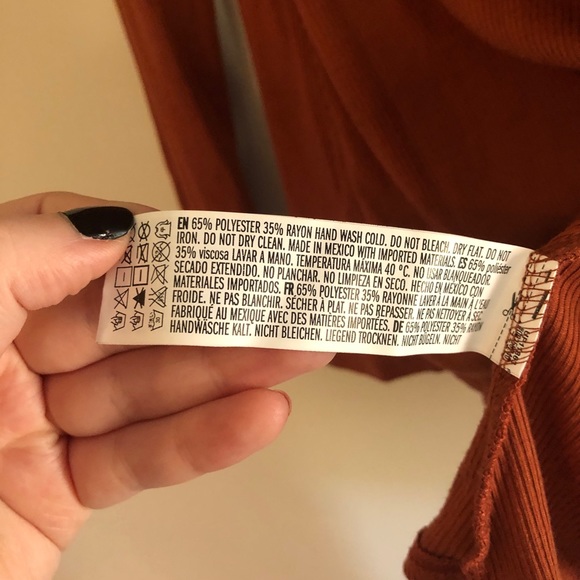 EN 65% POLYESTER 35% RAYON HAND WASH COLD. DO NOT BLEACH. DRY FLAT. DO NOT
IRON. DO NOT DRY CLEAN. MADE IN MEXICO WITH IMPORTED MATERIALS. ES 65% poliéster
35% viscosa LAVAR A MANO. TEMPERATURA MÁXIMA 40 °C. NO USAR BLANQUEADOR.
SECADO EXTENDIDO. NO PLANCHAR. NO LIMPIEZA EN SECO. HECHO EN MÉXICO CON
MATERIALES IMPORTADOS. FR 65% POLYESTER 35% RAYONNE LAVER À LA MAIN À L'EAU
FROIDE. NE PAS BLANCHIR. SÉCHER À PLAT. NE PAS REPASSER. NE PAS NETTOYER À SEC.
FABRIQUÉ AU MEXIQUE AVEC DES MATIÈRES IMPORTÉES. DE 65% POLYESTER 35% RAYON
HANDWÄSCHE KALT. NICHT BLEICHEN. LIEGEND TROCKNEN. NICHT BÜGELN. NICHT